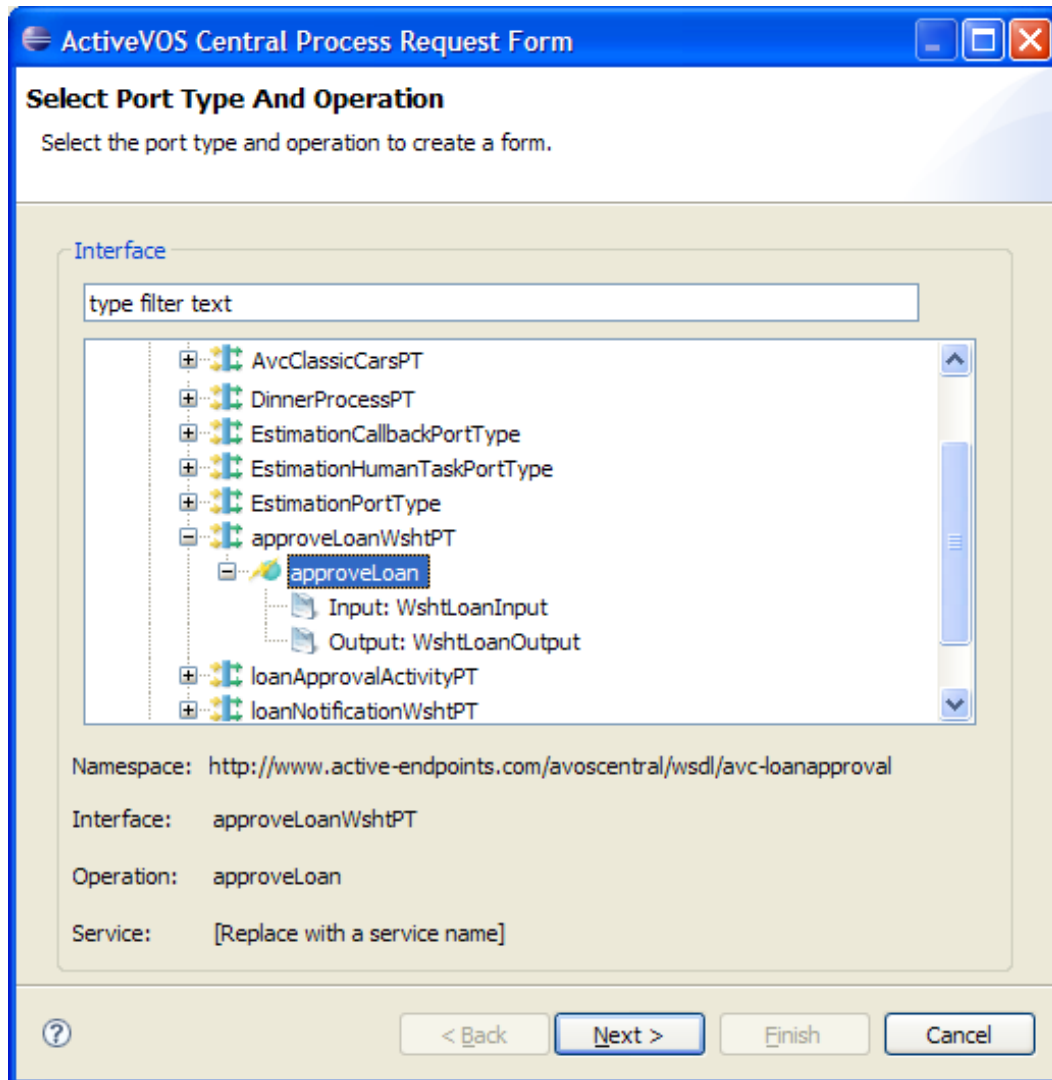 ActiveVOS Central Process Request Form
Select Port Type And Operation
Select the port type and operation to create a form.
Interface
type filter text
AvcClassicCarsPT
DinnerProcessPT
EstimationCallbackPortType
EstimationHumanTaskPortType
EstimationPortType
approveLoanWshtPT
approveLoan
Input: WshtLoanInput
Output: WshtLoanOutput
loanApprovalActivityPT
loanNotificationWshtPT
Namespace: http://www.active-endpoints.com/avoscentral/wsdl/avc-loanapproval
Interface: approveLoanWshtPT
Operation: approveLoan
Service: [Replace with a service name]
? < Back Next > Finish Cancel